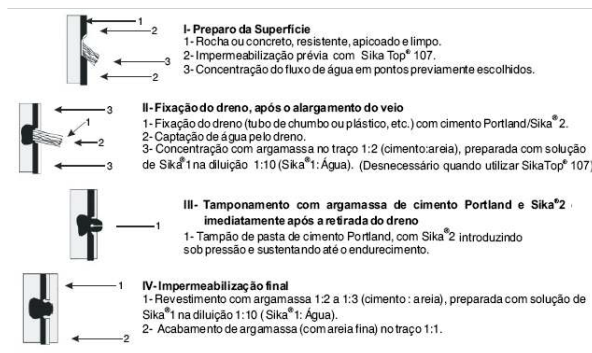 I- Preparo da Superfície
1- Rocha ou concreto, resistente, apicoado e limpo.
2- Impermeabilização prévia com Sika Top® 107.
3- Concentração do fluxo de água em pontos previamente escolhidos.
1
2
3
2
II- Fixação do dreno, após o alargamento do veio
1- Fixação do dreno (tubo de chumbo ou plástico, etc.) com cimento Portland/Sika® 2.
2- Captação de água pelo dreno.
3- Concentração com argamassa no traço 1:2 (cimento:areia), preparada com solução
de Sika®1 na diluição 1:10 (Sika®1: Água). (Desnecessário quando utilizar SikaTop® 107)
3
1
2
3
III- Tamponamento com argamassa de cimento Portland e Sika®2
imediatamente após a retirada do dreno
1- Tampão de pasta de cimento Portland, com Sika®2 introduzindo
sob pressão e sustentando até o endurecimento.
1
IV- Impermeabilização final
1- Revestimento com argamassa 1:2 a 1:3 (cimento : areia), preparada com solução de
Sika®1 na diluição 1:10 ( Sika®1: Água).
2- Acabamento de argamassa (com areia fina) no traço 1:1.
1
2